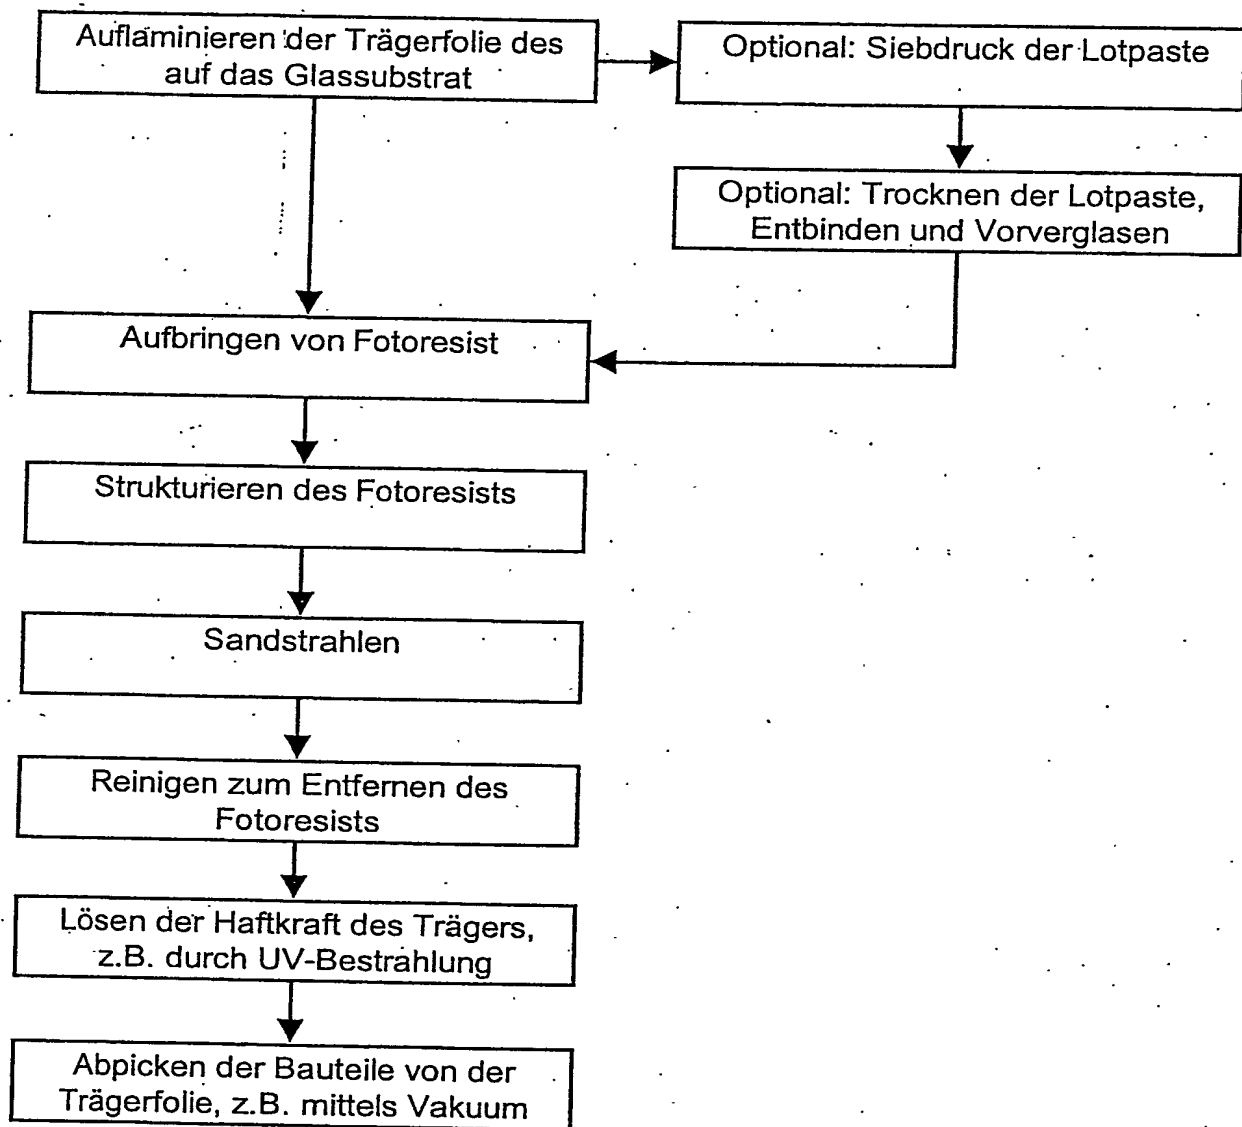 Auflaminieren der Trägerfolie des
auf das Glassubstrat
Optional: Siebdruck der Lotpaste
Optional: Trocknen der Lotpaste,
Entbinden und Vorverglasen
Aufbringen von Fotoresist
Strukturieren des Fotoresists
Sandstrahlen
Reinigen zum Entfernen des
Fotoresists
Lösen der Haftkraft des Trägers,
z.B. durch UV-Bestrahlung
Abpicken der Bauteile von der
Trägerfolie, z.B. mittels Vakuum